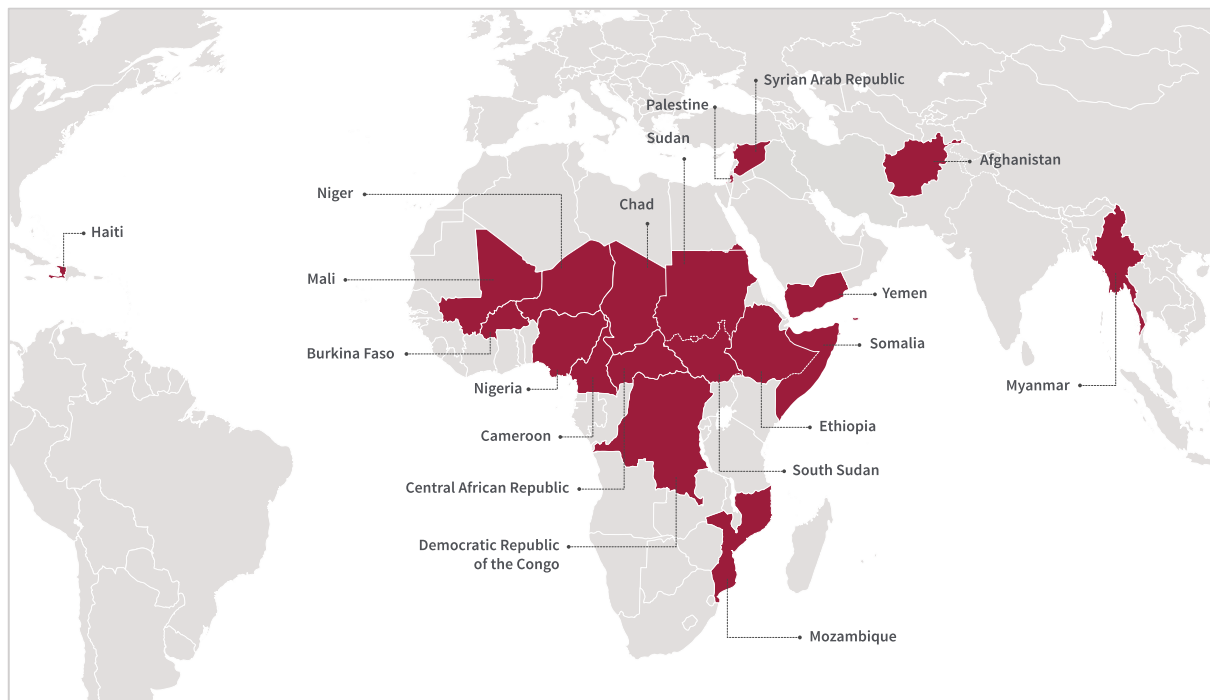 Syrian Arab Republic
Palestine
Sudan
Afghanistan
Niger
Chad
Haiti
Mali
Yemen
Somalia
Burkina Faso
Myanmar
Nigeria
Ethiopia
Cameroon
South Sudan
Central African Republic
Democratic Republic
of the Congo
Mozambique